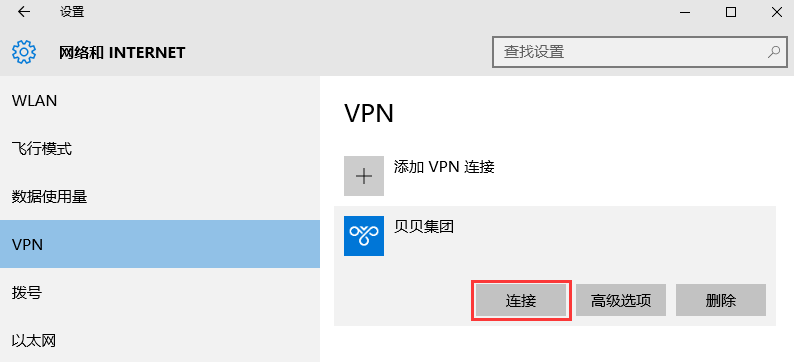 设置
网络和 INTERNET
查找设置
WLAN
飞行模式
数据使用量
VPN
拨号
以太网
VPN
添加 VPN 连接
贝贝集团
连接 高级选项 删除